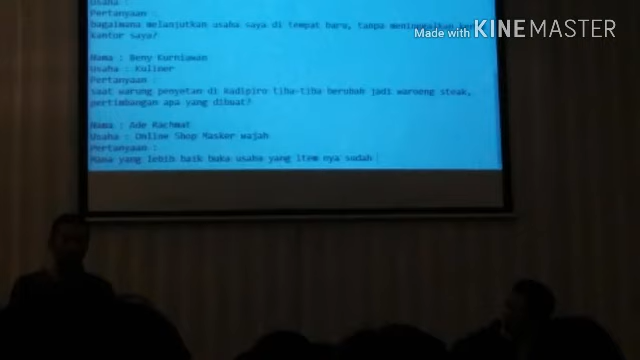 Usaha :
Pertanyaan :
bagaimana melanjutkan usaha saya di tempat baru, tanpa meninggalkan
kantor saya?
Nama : Beny Kurniawan
Usaha : Kuliner
Pertanyaan :
saat warung penyetan di kadipiro tiba-tiba berubah jadi waroeng steak,
pertimbangan apa yang dibuat?
Nama : Ade Rachmat
Usaha : Online Shop Masker wajah
Pertanyaan :
Mana yang lebih baik buka usaha yang item nya sudah
Made with KINEMASTER